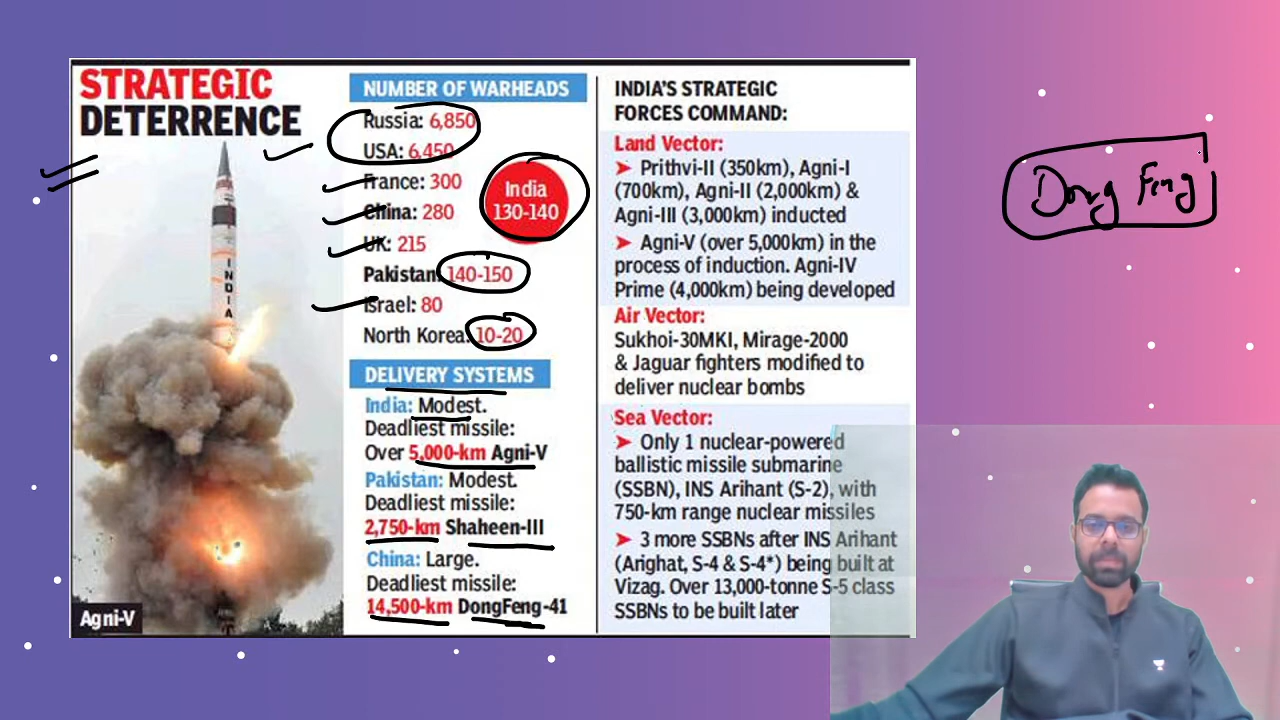 STRATEGIC
DETERRENCE
INDIA
Agni-V
NUMBER OF WARHEADS
Russia: 6,850
USA: 6,450
France: 300
China: 280
UK: 215
Pakistan: 140-150
Israel: 80
North Korea: 10-20
India
130-140
DELIVERY SYSTEMS
India: Modest.
Deadliest missile:
Over 5,000-km Agni-V
Pakistan: Modest.
Deadliest missile:
2,750-km Shaheen-III
China: Large.
Deadliest missile:
14,500-km DongFeng-41
INDIA'S STRATEGIC
FORCES COMMAND:
Land Vector:
➤ Prithvi-II (350km), Agni-I
(700km), Agni-II (2,000km) &
Agni-III (3,000km) inducted
➤ Agni-V (over 5,000km) in the
process of induction. Agni-IV
Prime (4,000km) being developed
Air Vector:
Sukhoi-30MKI, Mirage-2000
& Jaguar fighters modified to
deliver nuclear bombs
Sea Vector:
➤ Only 1 nuclear-powered
ballistic missile submarine
(SSBN), INS Arihant (S-2), with
750-km range nuclear missiles
➤ 3 more SSBNs after INS Arihant
(Arighat, S-4 & S-4*) being built at
Vizag. Over 13,000-tonne S-5 class
SSBNs to be built later
Dong